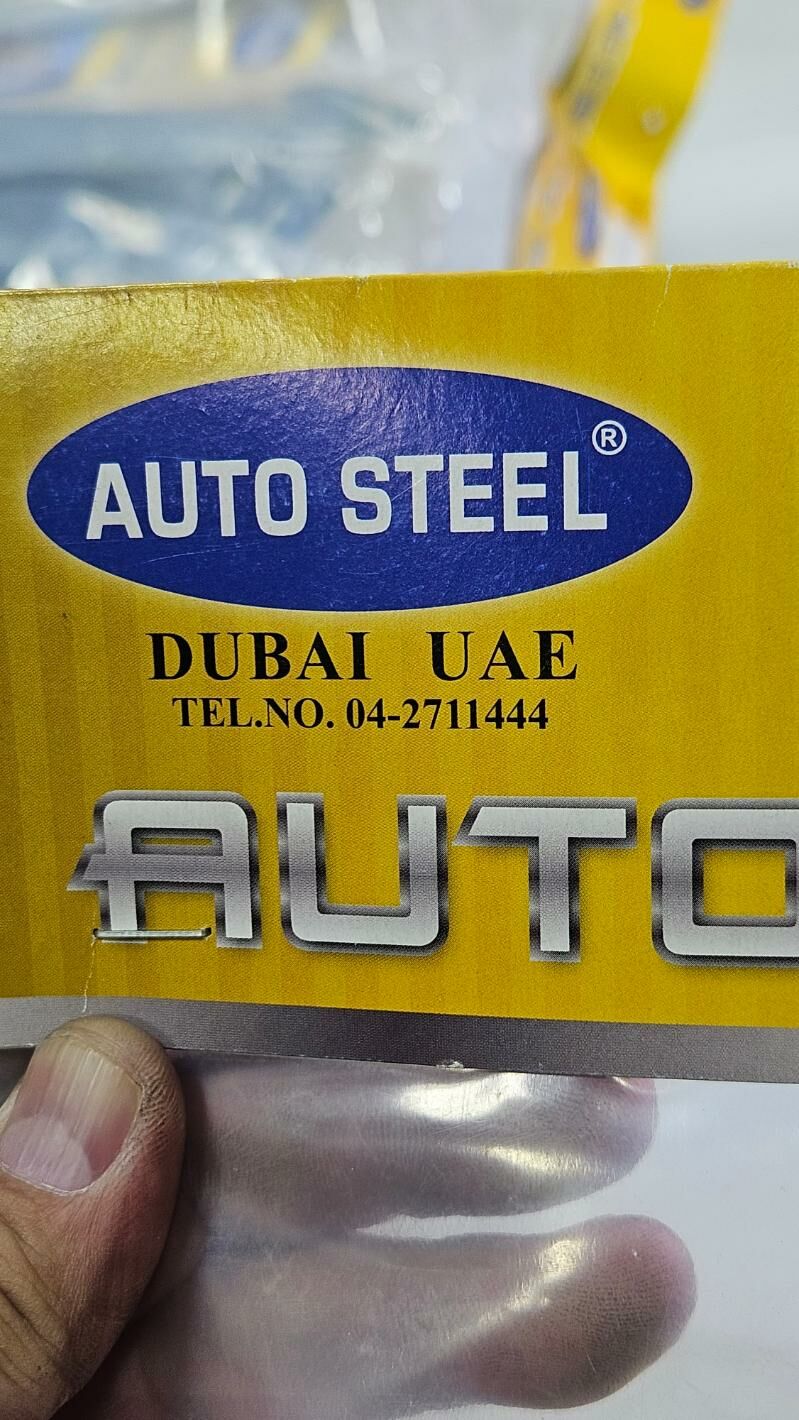 AUTO STEEL®
DUBAI UAE
TEL.NO. 04-2711444
AUTO